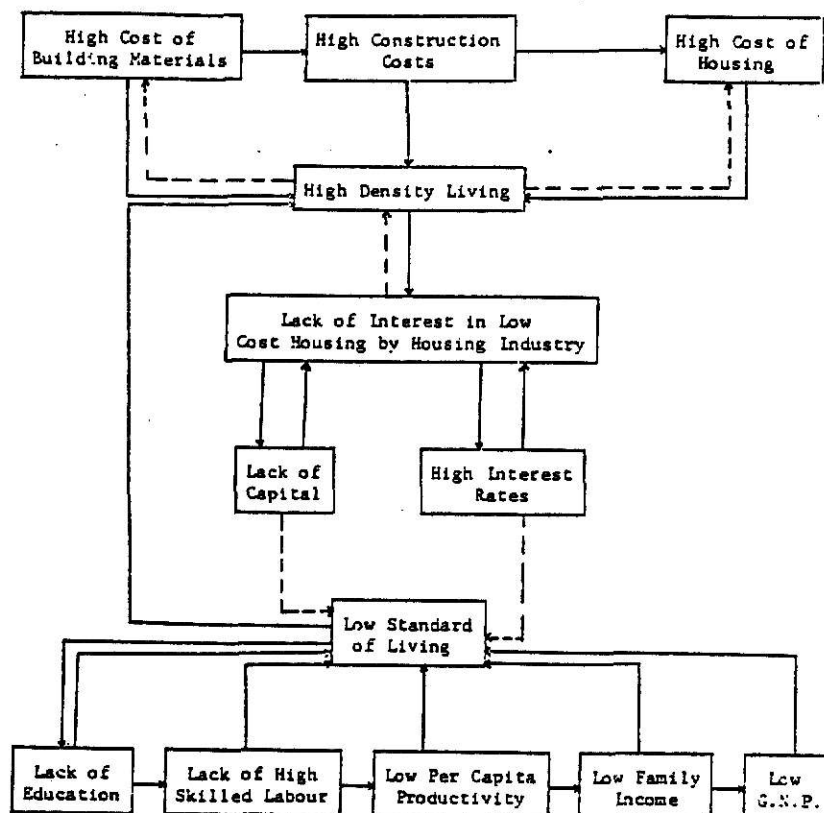 High Cost of
Building Materials
High Construction
Costs
High Cost of
Housing
High Density Living
Lack of Interest in Low
Cost Housing by Housing Industry
Lack of
Capital
High Interest
Rates
Low Standard
of Living
Lack of
Education
Lack of High
Skilled Labour
Low Per Capita
Productivity
Low Family
Income
Low
G.N.P.